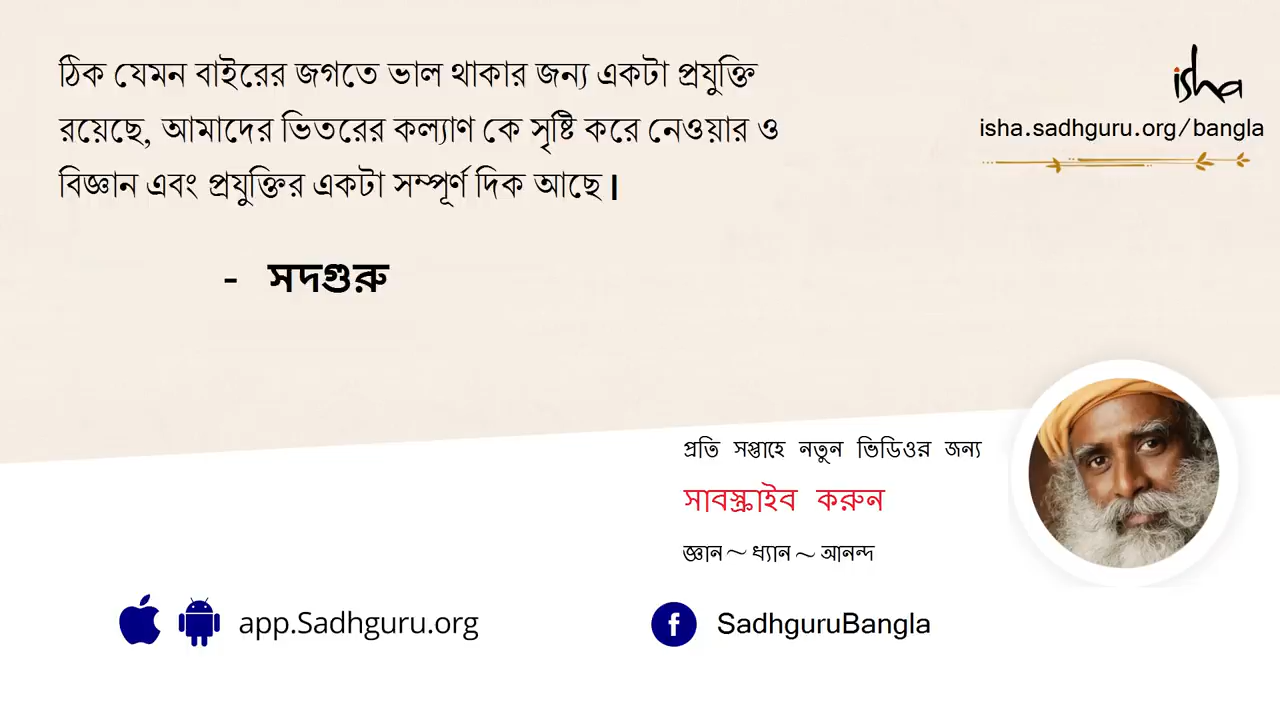 ঠিক যেমন বাইরের জগতে ভাল থাকার জন্য একটা প্রযুক্তি
রয়েছে, আমাদের ভিতরের কল্যাণ কে সৃষ্টি করে নেওয়ার ও
বিজ্ঞান এবং প্রযুক্তির একটা সম্পূর্ণ দিক আছে।
- সদগুরু
isha
isha.sadhguru.org/bangla
প্রতি সপ্তাহে নতুন ভিডিওর জন্য
সাবস্ক্রাইব করুন
জ্ঞান ~ ধ্যান ~ আনন্দ
app.Sadhguru.org
f SadhguruBangla